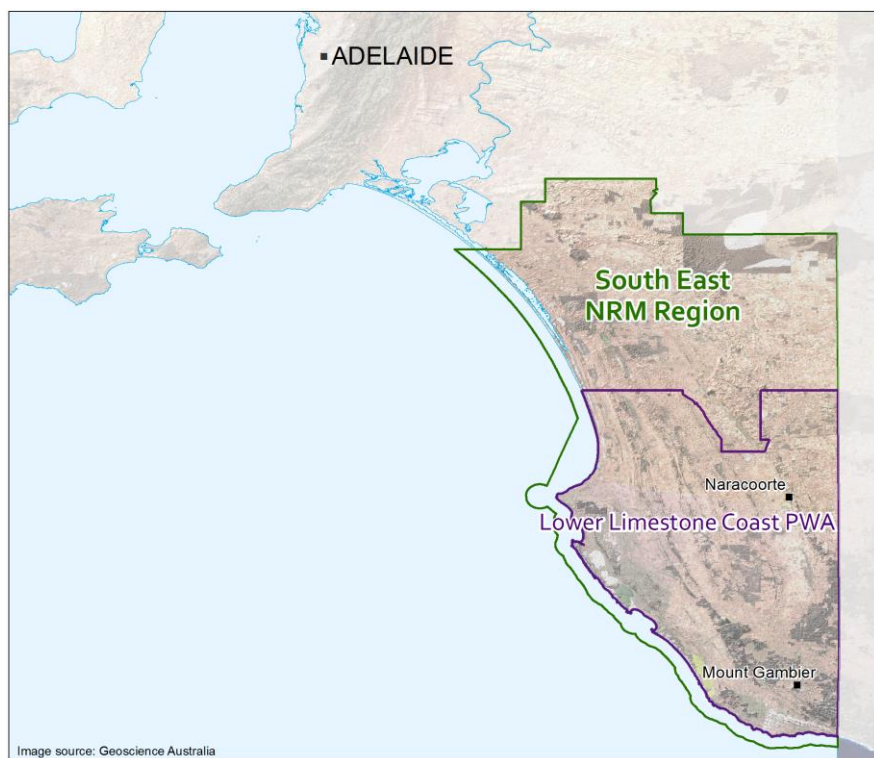 ADELAIDE
South East
NRM Region
Naracoorte
Lower Limestone Coast PWA
Mount Gambier
Image source: Geoscience Australia